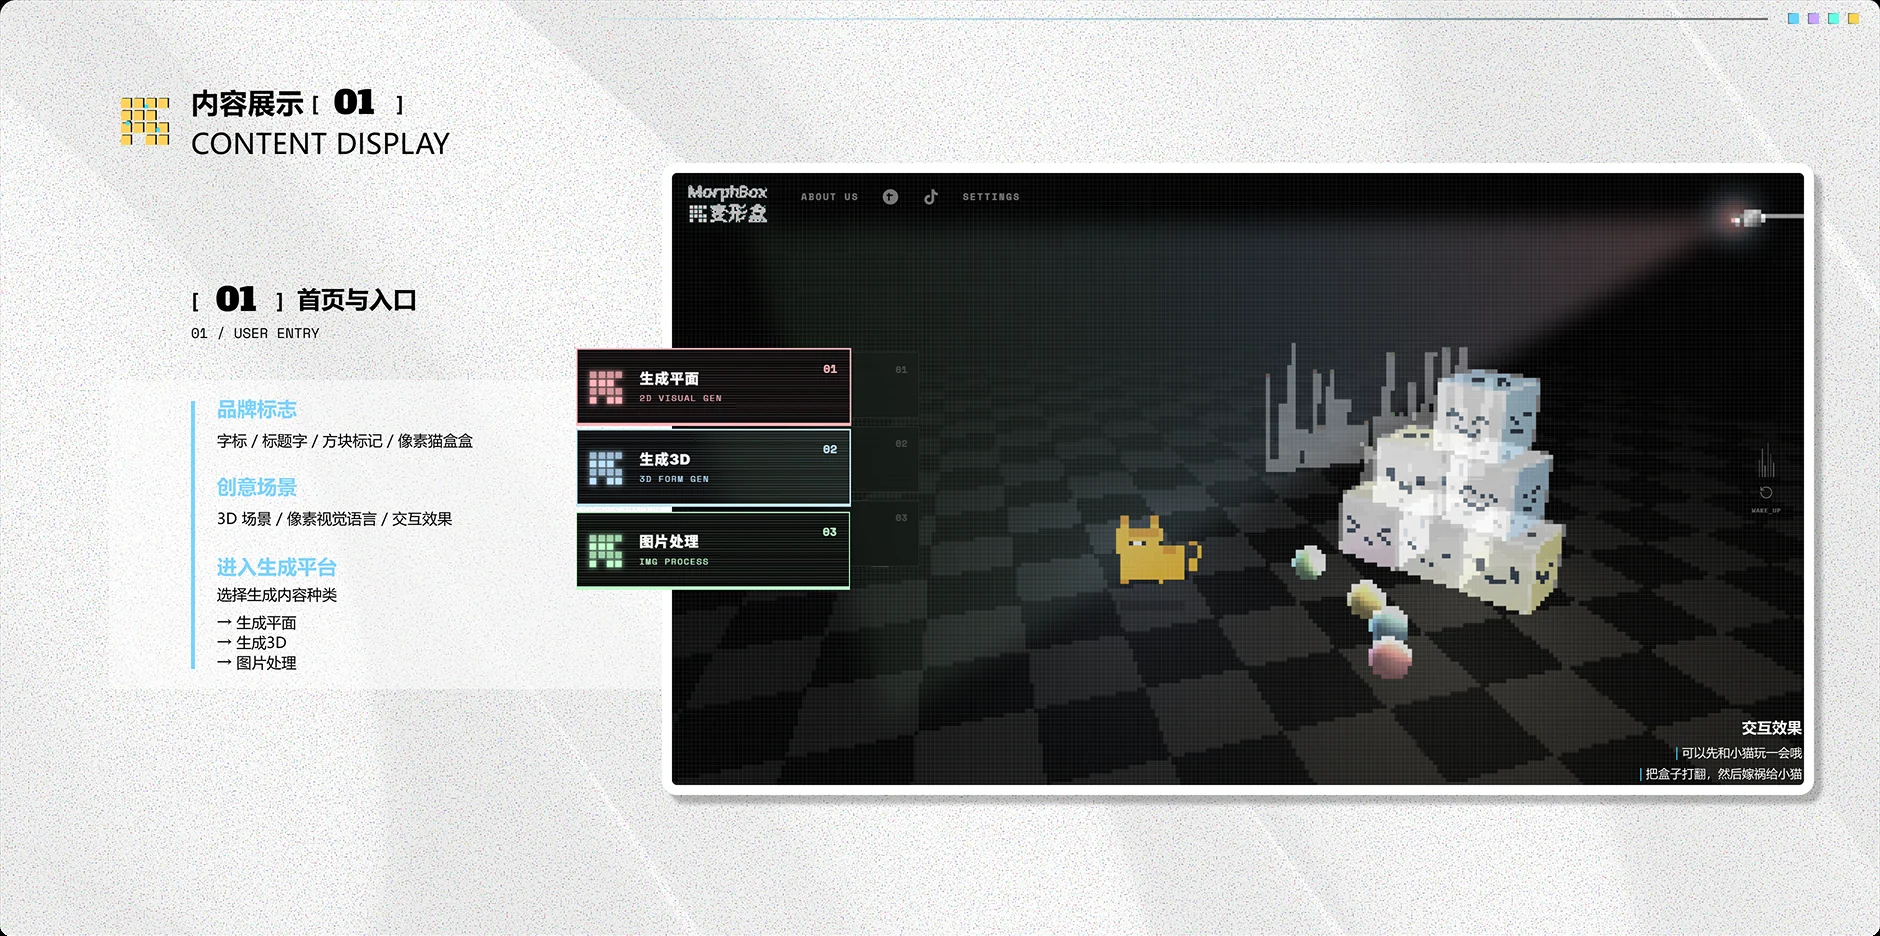 内容展示 [ 01 ]
CONTENT DISPLAY
[ 01 ] 首页与入口
01 / USER ENTRY
品牌标志
字标 / 标题字 / 方块标记 / 像素猫盒盒
创意场景
3D 场景 / 像素视觉语言 / 交互效果
进入生成平台
选择生成内容种类
→ 生成平面
→ 生成3D
→ 图片处理
MorphBox
变形盒
ABOUT US
SETTINGS
生成平面
01
2D VISUAL GEN
01
生成3D
02
3D FORM GEN
02
图片处理
03
IMG PROCESS
03
WAKE_UP
交互效果
可以先和小猫玩一会哦
把盒子打翻，然后嫁祸给小猫